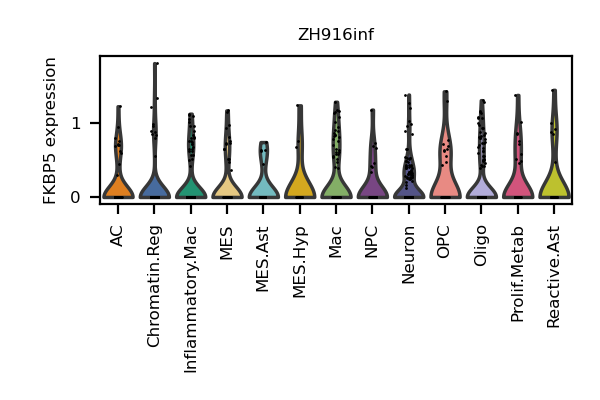 ZH916inf
FKBP5 expression
1
0
AC
Chromatin.Reg
Inflammatory.Mac
MES
MES.Ast
MES.Hyp
Mac
NPC
Neuron
OPC
Oligo
Prolif.Metab
Reactive.Ast